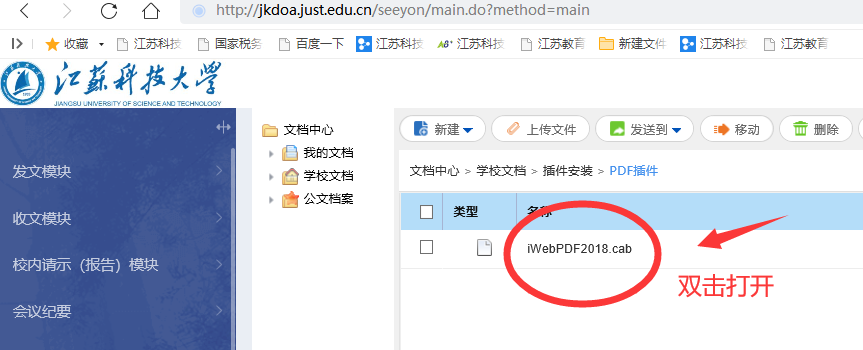 http://jkdoa.just.edu.cn/seeyon/main.do?method=main
收藏 江苏科技 国家税务 百度一下 江苏科技 江苏科技 江苏教育 新建文件 江苏科技 江苏教育
江苏科技大学
JIANGSU UNIVERSITY OF SCIENCE AND TECHNOLOGY
发文模块
收文模块
校内请示（报告）模块
会议纪要
文档中心
我的文档
学校文档
公文档案
新建 上传文件 发送到 移动 删除
文档中心 > 学校文档 > 插件安装 > PDF插件
类型 名称
iWebPDF2018.cab
双击打开